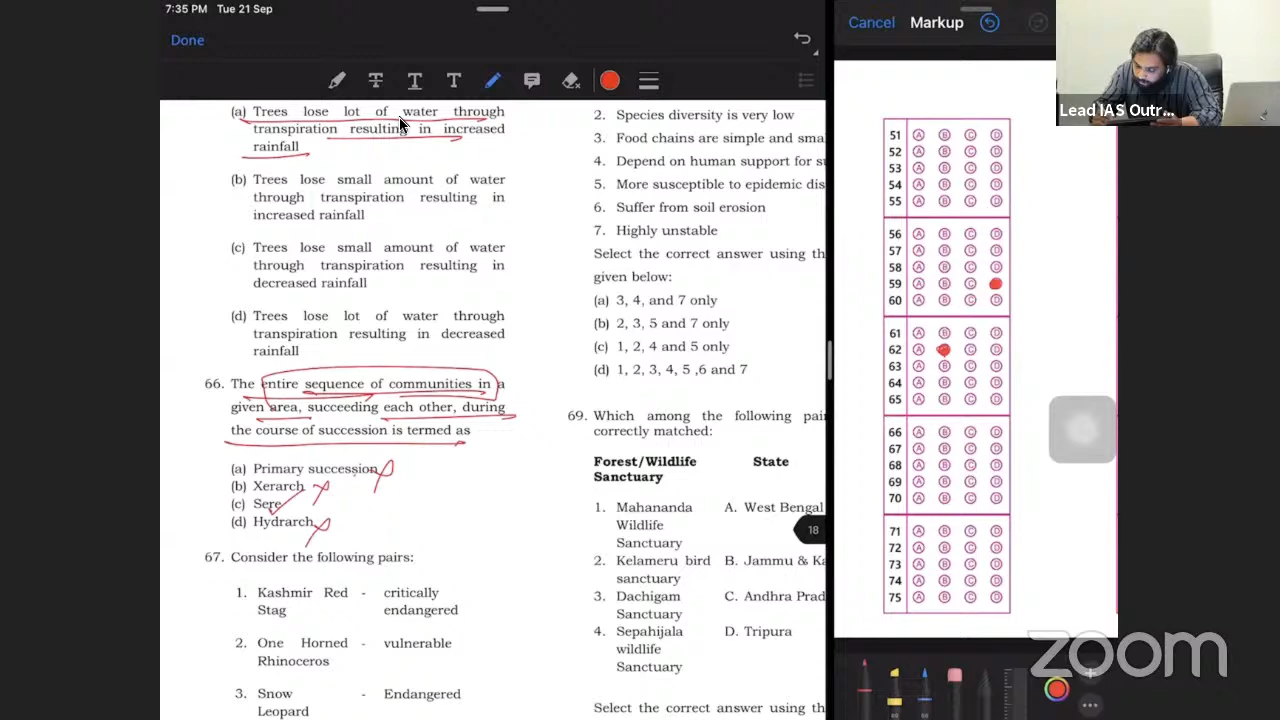 7:35 PM Tue 21 Sep
Done
(a) Trees lose lot of water through
transpiration resulting in increased
rainfall
(b) Trees lose small amount of water
through transpiration resulting in
increased rainfall
(c) Trees lose small amount of water
through transpiration resulting in
decreased rainfall
(d) Trees lose lot of water through
transpiration resulting in decreased
rainfall
66. The entire sequence of communities in a
given area, succeeding each other, during
the course of succession is termed as
(a) Primary succession
(b) Xerarch
(c) Sere
(d) Hydrarch
67. Consider the following pairs:
1. Kashmir Red - critically
Stag endangered
2. One Horned - vulnerable
Rhinoceros
3. Snow - Endangered
Leopard
2. Species diversity is very low
3. Food chains are simple and sma
4. Depend on human support for su
5. More susceptible to epidemic dis
6. Suffer from soil erosion
7. Highly unstable
Select the correct answer using th
given below:
(a) 3, 4, and 7 only
(b) 2, 3, 5 and 7 only
(c) 1, 2, 4 and 5 only
(d) 1, 2, 3, 4, 5 ,6 and 7
69. Which among the following pair
correctly matched:
Forest/Wildlife State
Sanctuary
1. Mahananda A. West Bengal
Wildlife
Sanctuary
2. Kelameru bird B. Jammu & Ka
sanctuary
3. Dachigam C. Andhra Prad
Sanctuary
4. Sepahijala D. Tripura
wildlife
Sanctuary
Select the correct answer using th
18
Cancel Markup
51 A B C D
52 A B C D
53 A B C D
54 A B C D
55 A B C D
56 A B C D
57 A B C D
58 A B C D
59 A B C
60 A B C D
61 A B C D
62 A C D
63 A B C D
64 A B C D
65 A B C D
66 A B C D
67 A B C D
68 A B C D
69 A B C D
70 A B C D
71 A B C D
72 A B C D
73 A B C D
74 A B C D
75 A B C D
Lead IAS Outr...
zoom